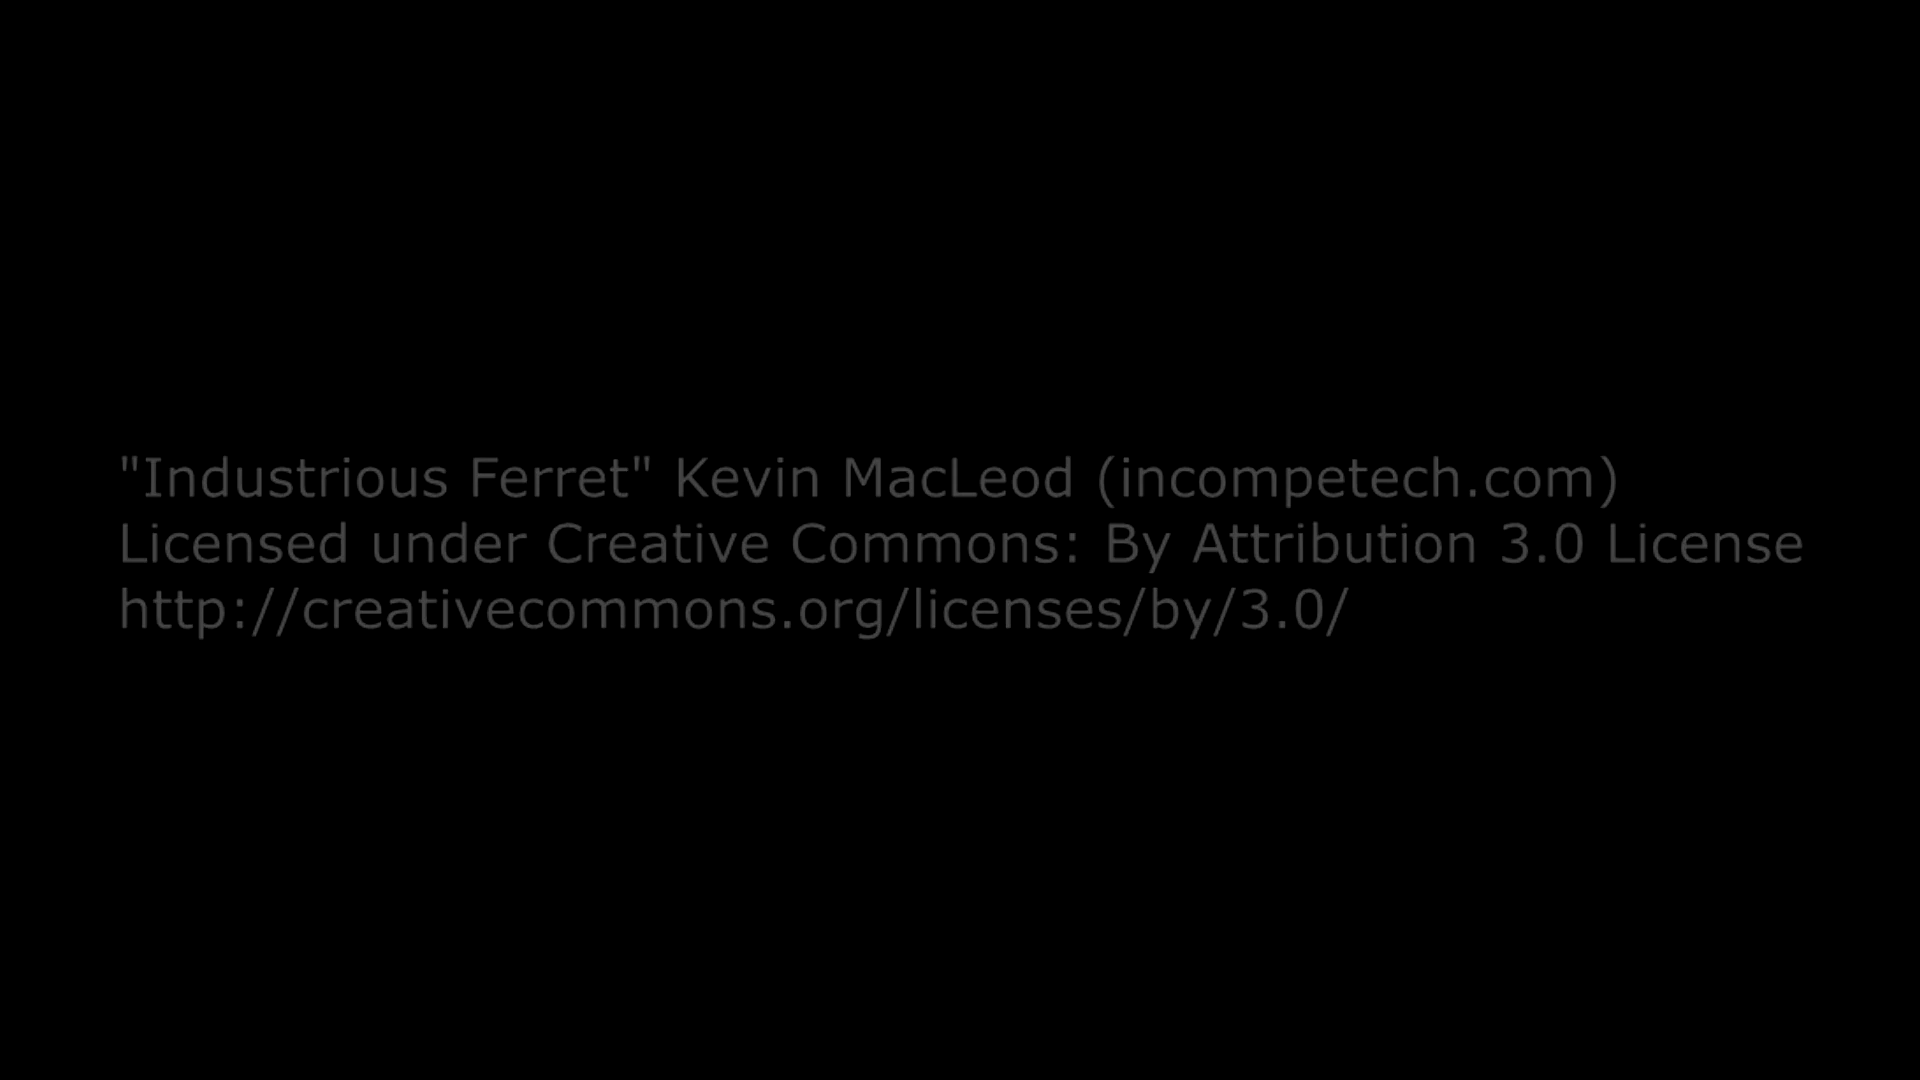 "Industrious Ferret" Kevin MacLeod (incompetech.com)
Licensed under Creative Commons: By Attribution 3.0 License
http://creativecommons.org/licenses/by/3.0/